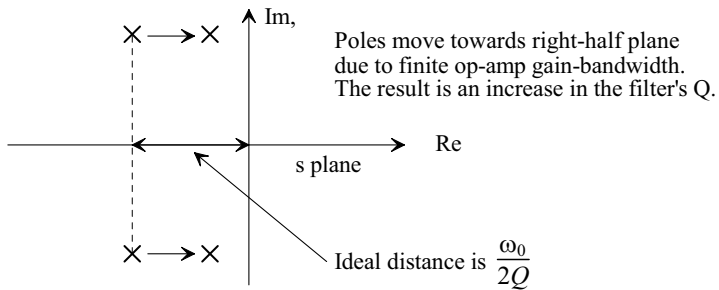 Im,
Poles move towards right-half plane
due to finite op-amp gain-bandwidth.
The result is an increase in the filter's Q.
Re
s plane
Ideal distance is ω₀/2Q